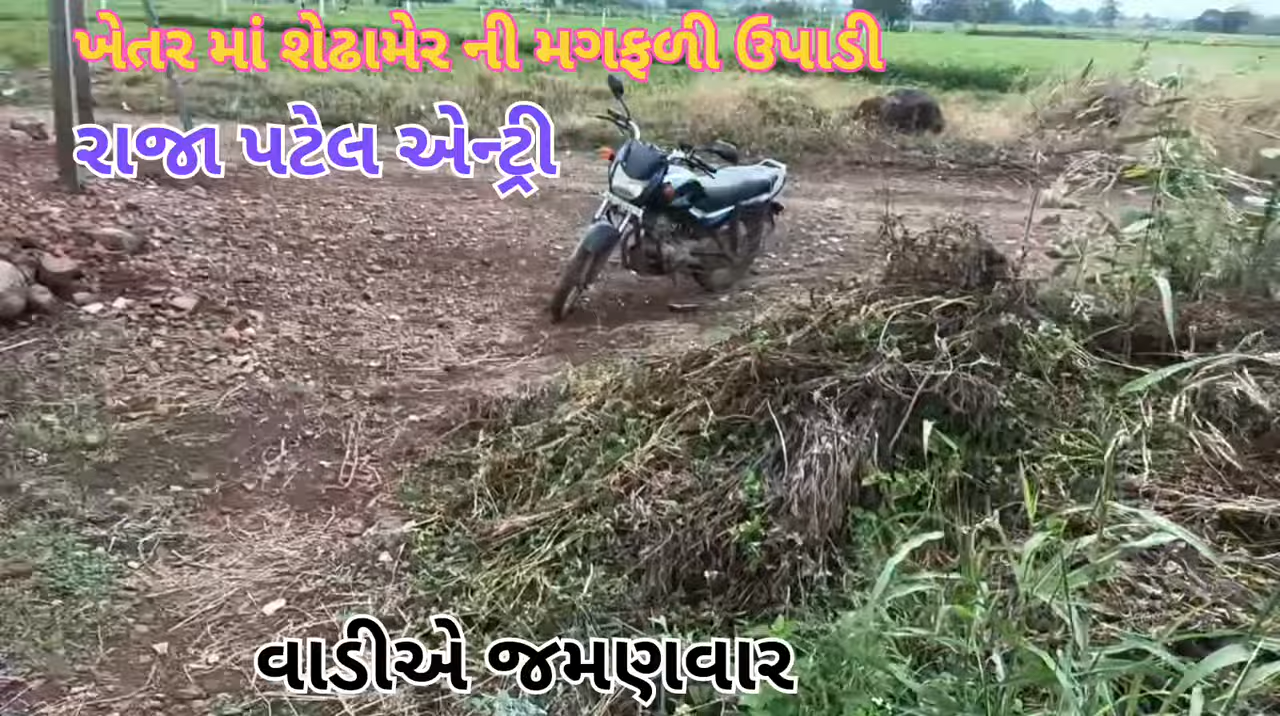 ખેતર માં શેઢામેર ની મગફળી ઉપાડી
રાજા પટેલ એન્ટ્રી
વાડીએ જમણવાર